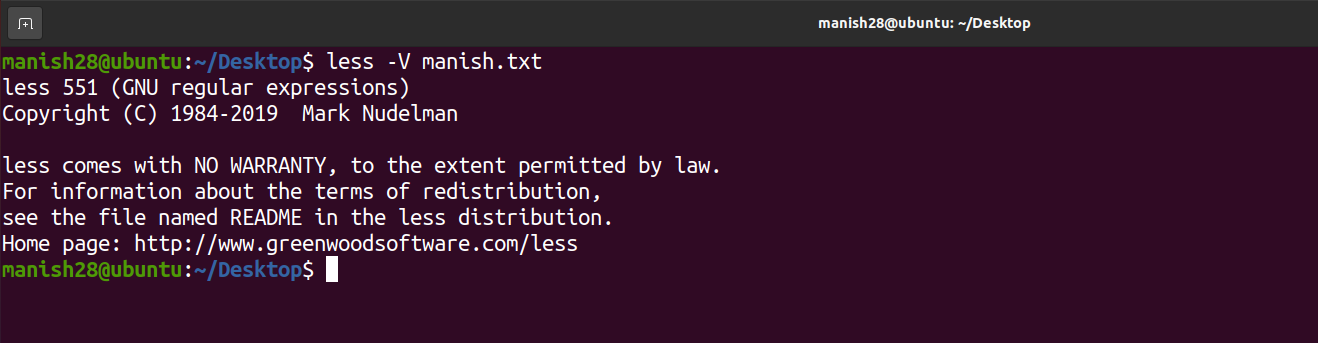 manish28@ubuntu: ~/Desktop
manish28@ubuntu:~/Desktop$ less -V manish.txt
less 551 (GNU regular expressions)
Copyright (C) 1984-2019  Mark Nudelman
less comes with NO WARRANTY, to the extent permitted by law.
For information about the terms of redistribution,
see the file named README in the less distribution.
Home page: http://www.greenwoodsoftware.com/less
manish28@ubuntu:~/Desktop$